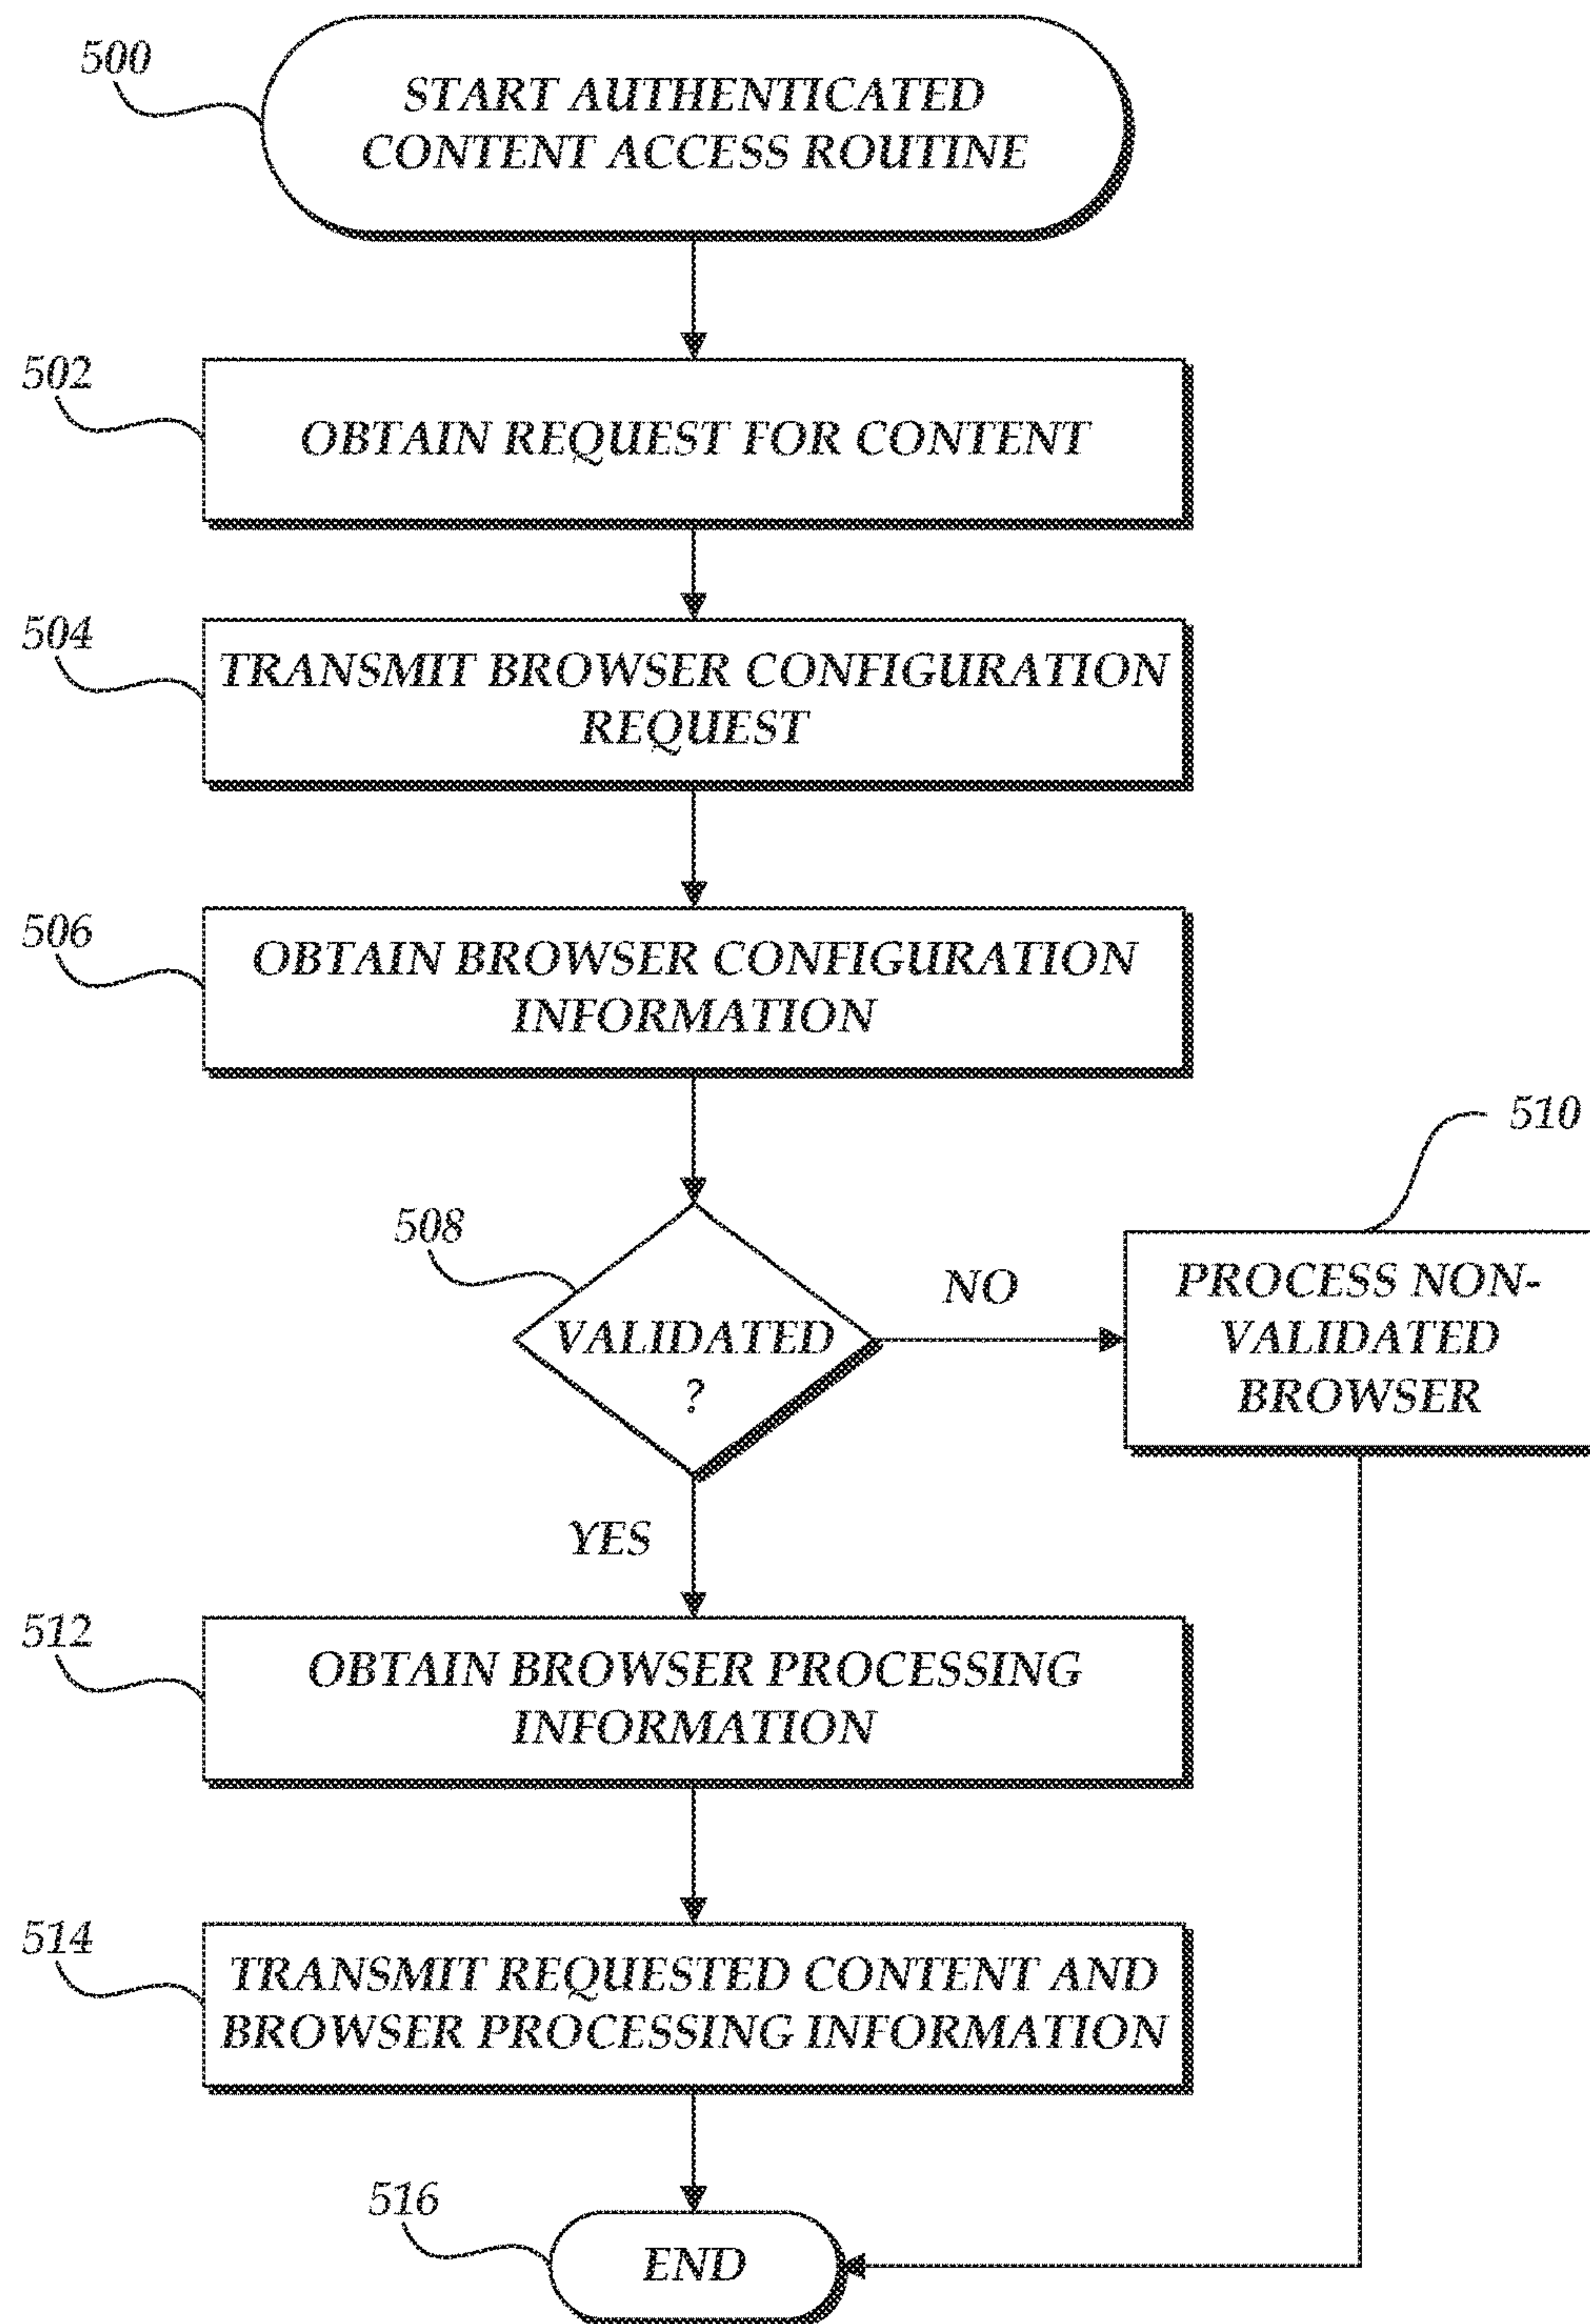 500
START AUTHENTICATED
CONTENT ACCESS ROUTINE
502
OBTAIN REQUEST FOR CONTENT
504
TRANSMIT BROWSER CONFIGURATION
REQUEST
506
OBTAIN BROWSER CONFIGURATION
INFORMATION
508
VALIDATED
?
NO
510
PROCESS NON-
VALIDATED
BROWSER
YES
512
OBTAIN BROWSER PROCESSING
INFORMATION
514
TRANSMIT REQUESTED CONTENT AND
BROWSER PROCESSING INFORMATION
516
END